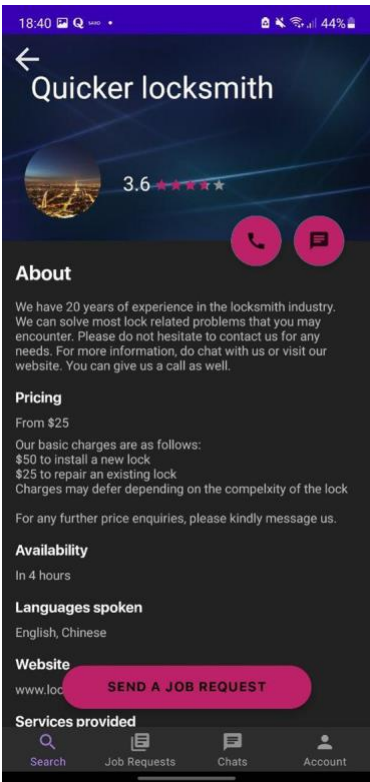 18:40
44%
Quicker locksmith
3.6
About
We have 20 years of experience in the locksmith industry.
We can solve most lock related problems that you may
encounter. Please do not hesitate to contact us for any
needs. For more information, do chat with us or visit our
website. You can give us a call as well.
Pricing
From $25
Our basic charges are as follows:
$50 to install a new lock
$25 to repair an existing lock
Charges may defer depending on the compelxity of the lock
For any further price enquiries, please kindly message us.
Availability
In 4 hours
Languages spoken
English, Chinese
Website
www.loc
SEND A JOB REQUEST
Services provided
Search
Job Requests
Chats
Account